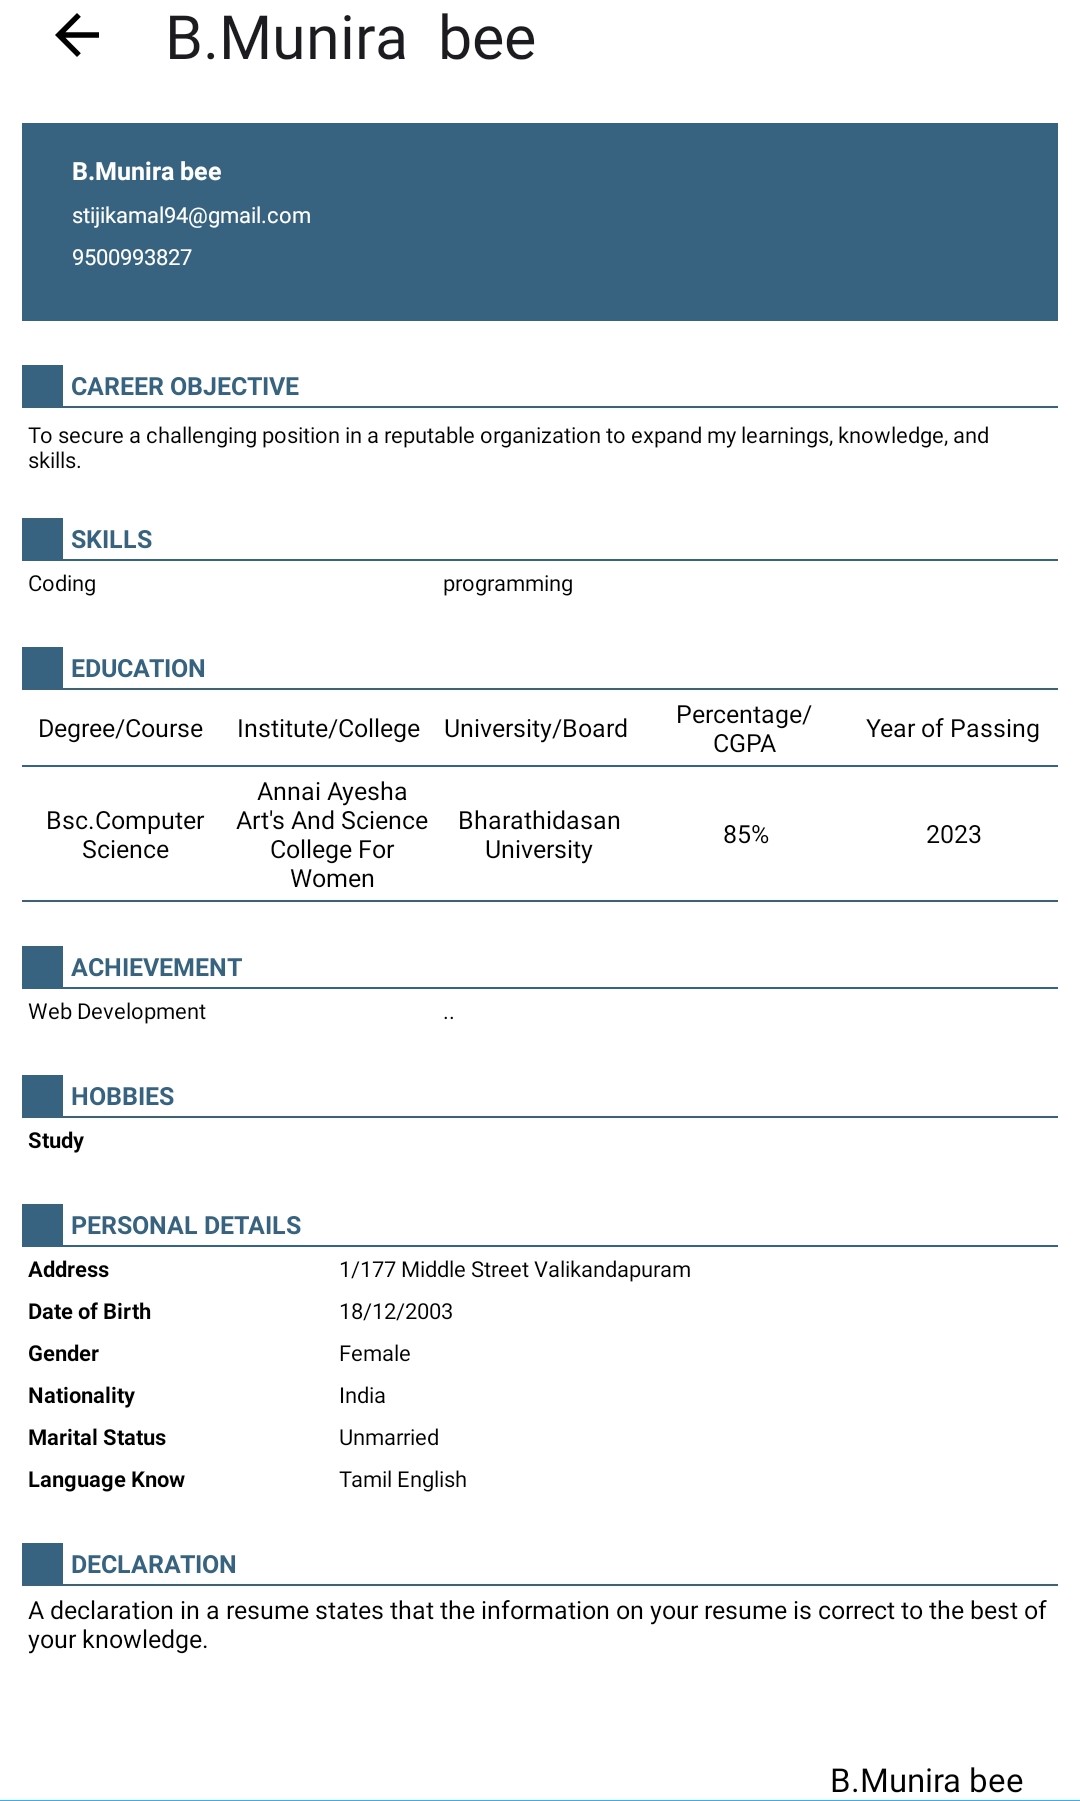 B.Munira bee
B.Munira bee
stijikamal94@gmail.com
9500993827
CAREER OBJECTIVE
To secure a challenging position in a reputable organization to expand my learnings, knowledge, and
skills.
SKILLS
Coding programming
EDUCATION
Degree/Course Institute/College University/Board Percentage/
CGPA Year of Passing
Bsc.Computer
Science
Annai Ayesha
Art's And Science
College For
Women
Bharathidasan
University
85%
2023
ACHIEVEMENT
Web Development ..
HOBBIES
Study
PERSONAL DETAILS
Address 1/177 Middle Street Valikandapuram
Date of Birth 18/12/2003
Gender Female
Nationality India
Marital Status Unmarried
Language Know Tamil English
DECLARATION
A declaration in a resume states that the information on your resume is correct to the best of
your knowledge.
B.Munira bee